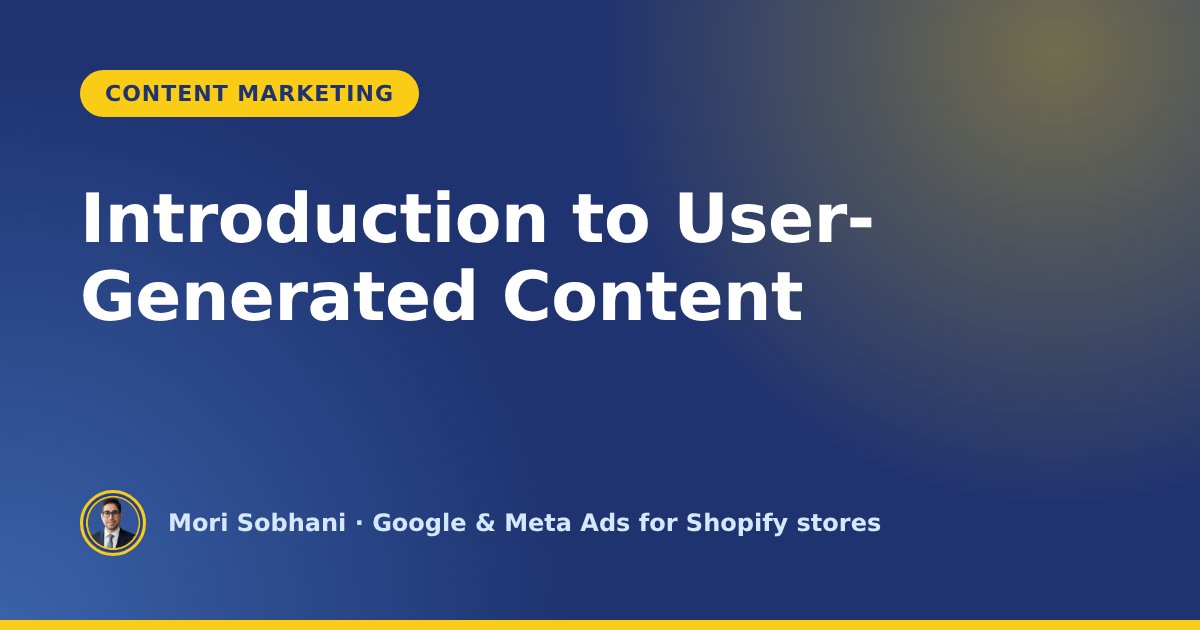 CONTENT MARKETING
Introduction to User-
Generated Content
Mori Sobhani · Google & Meta Ads for Shopify stores